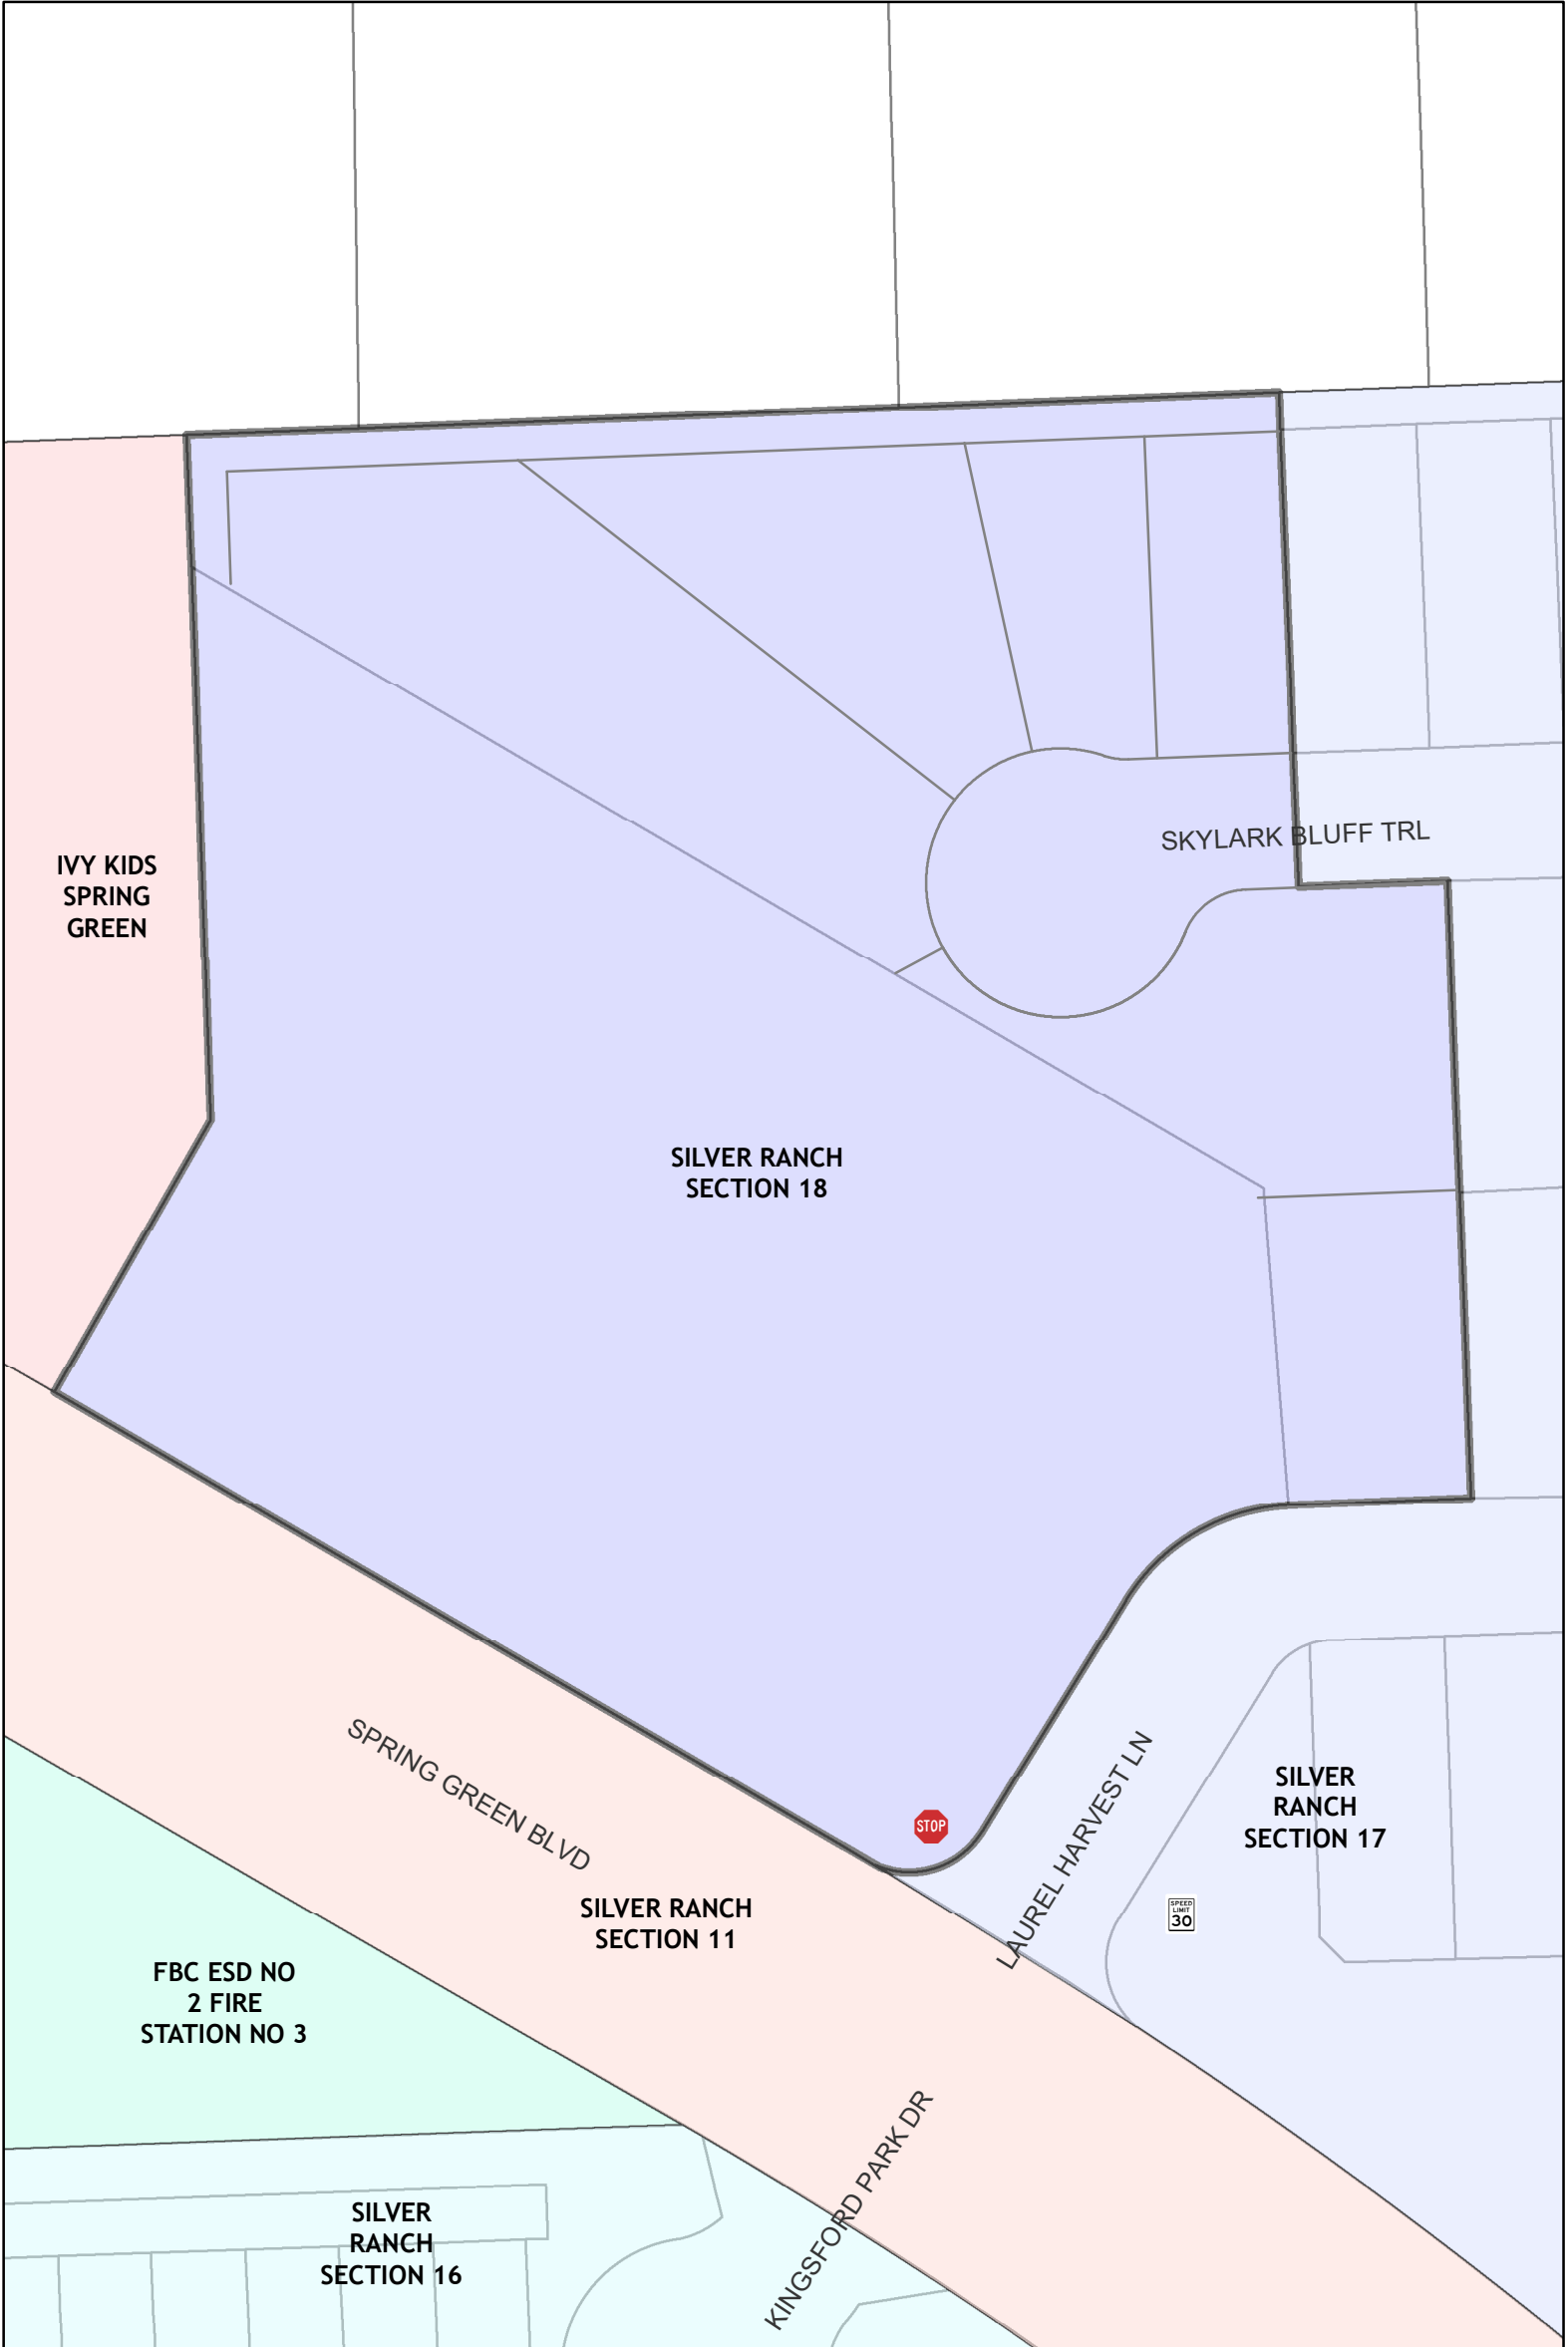 SKYLARK BLUFF TRL
IVY KIDS
SPRING
GREEN
SILVER RANCH
SECTION 18
SPRING GREEN BLVD
LAUREL HARVEST LN
SILVER
RANCH
SECTION 17
STOP
SPEED
LIMIT
30
SILVER RANCH
SECTION 11
FBC ESD NO
2 FIRE
STATION NO 3
KINGSFORD PARK DR
SILVER
RANCH
SECTION 16